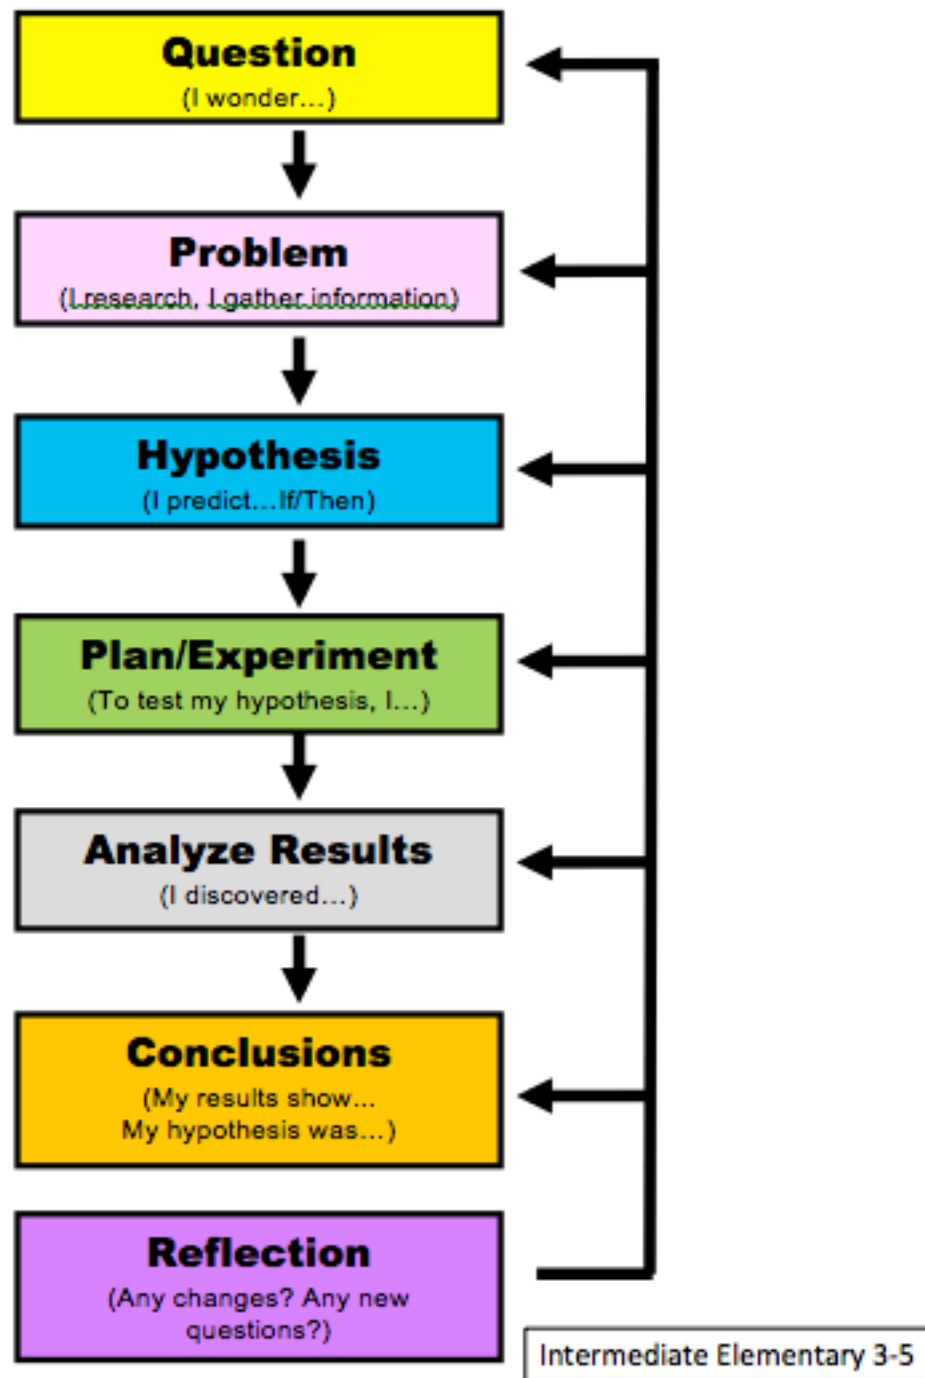 Question
(I wonder...)
Problem
(I research, I gather information)
Hypothesis
(I predict...If/Then)
Plan/Experiment
(To test my hypothesis, I...)
Analyze Results
(I discovered...)
Conclusions
(My results show...
My hypothesis was...)
Reflection
(Any changes? Any new
questions?)
Intermediate Elementary 3-5